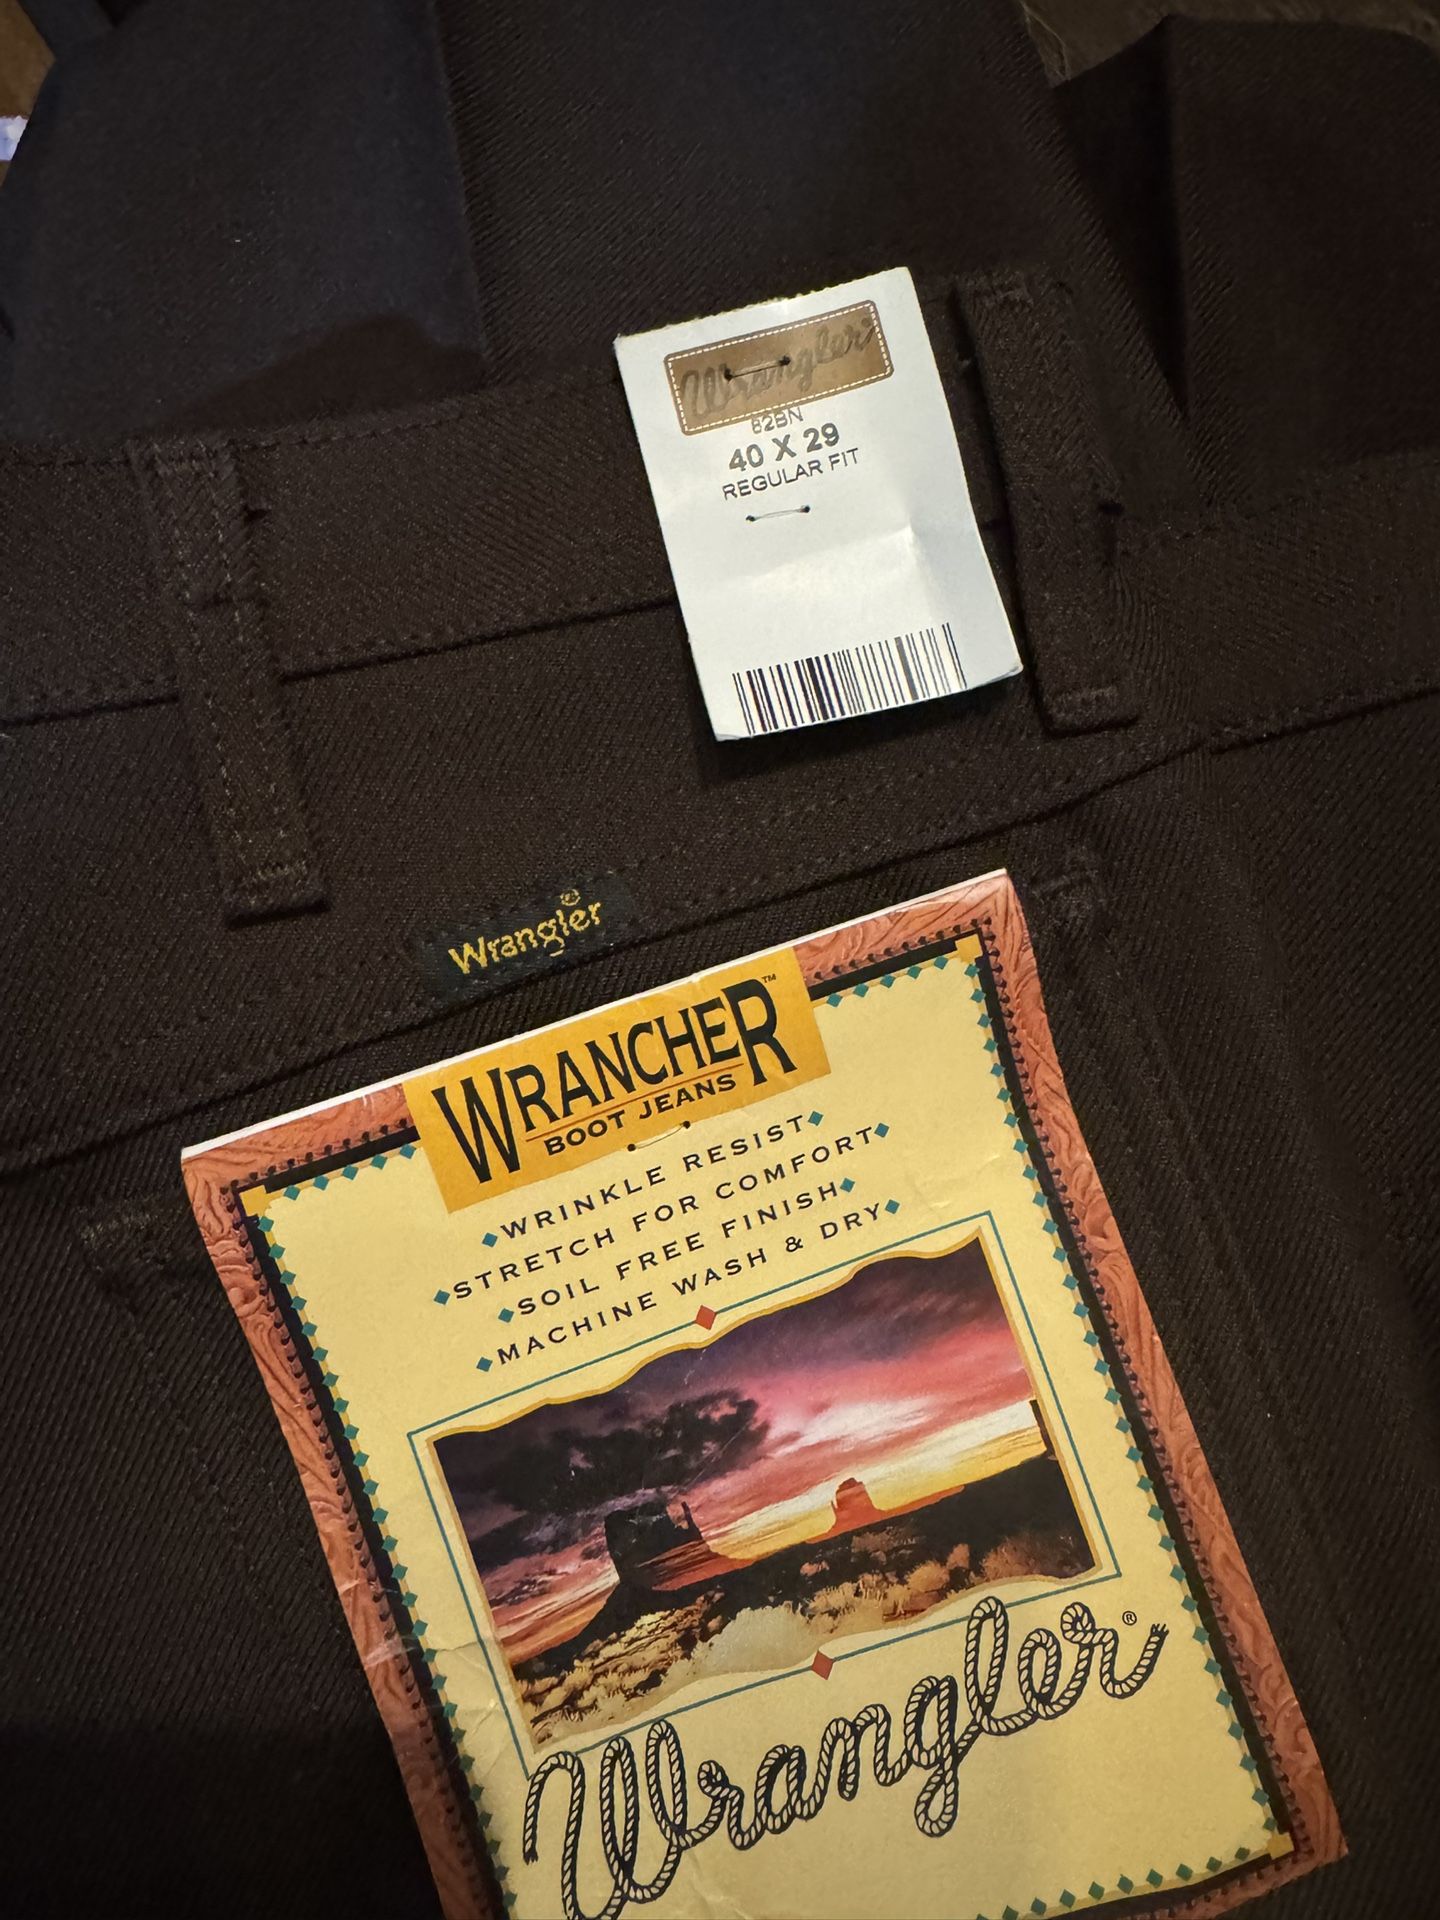 Wrangler
82BN
40 X 29
REGULAR FIT
Wrangler®
WRANCHER™
BOOT JEANS
◆WRINKLE RESIST◆
◆STRETCH FOR COMFORT◆
◆SOIL FREE FINISH◆
◆MACHINE WASH & DRY◆
Wrangler®